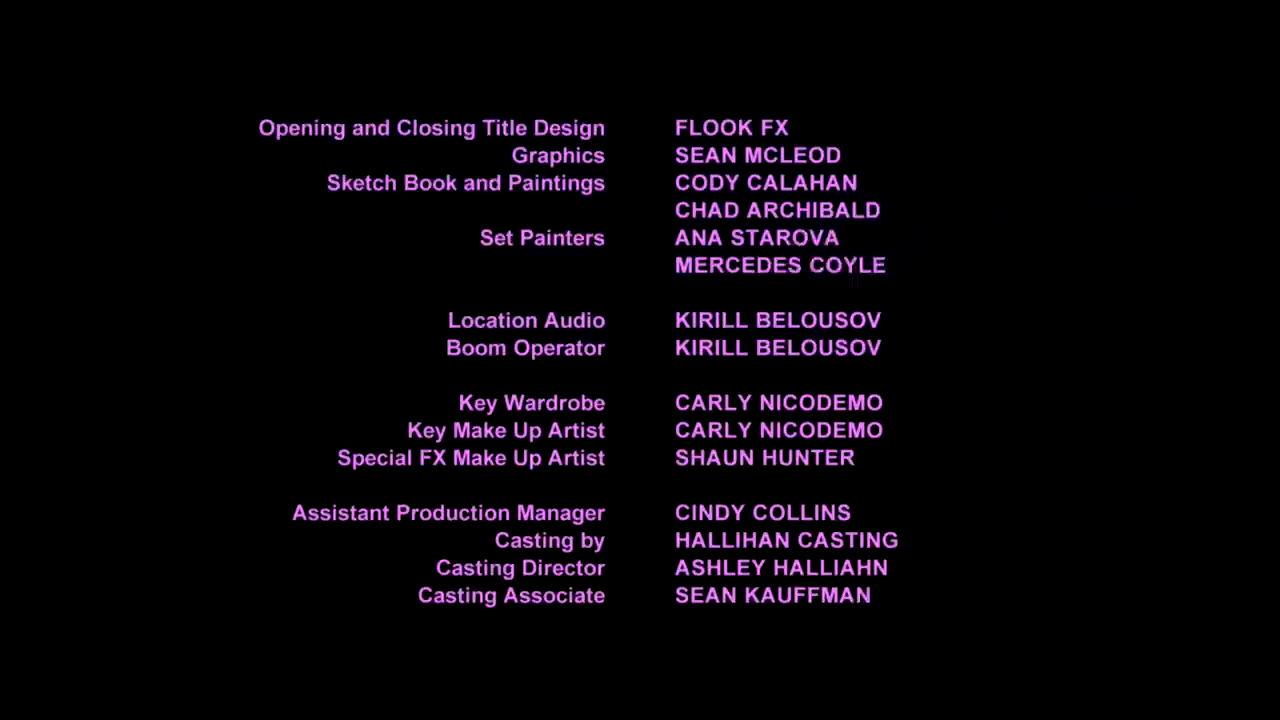 Opening and Closing Title Design FLOOK FX
Graphics SEAN MCLEOD
Sketch Book and Paintings CODY CALAHAN
CHAD ARCHIBALD
Set Painters ANA STAROVA
MERCEDES COYLE
Location Audio KIRILL BELOUSOV
Boom Operator KIRILL BELOUSOV
Key Wardrobe CARLY NICODEMO
Key Make Up Artist CARLY NICODEMO
Special FX Make Up Artist SHAUN HUNTER
Assistant Production Manager CINDY COLLINS
Casting by HALLIHAN CASTING
Casting Director ASHLEY HALLIAHN
Casting Associate SEAN KAUFFMAN